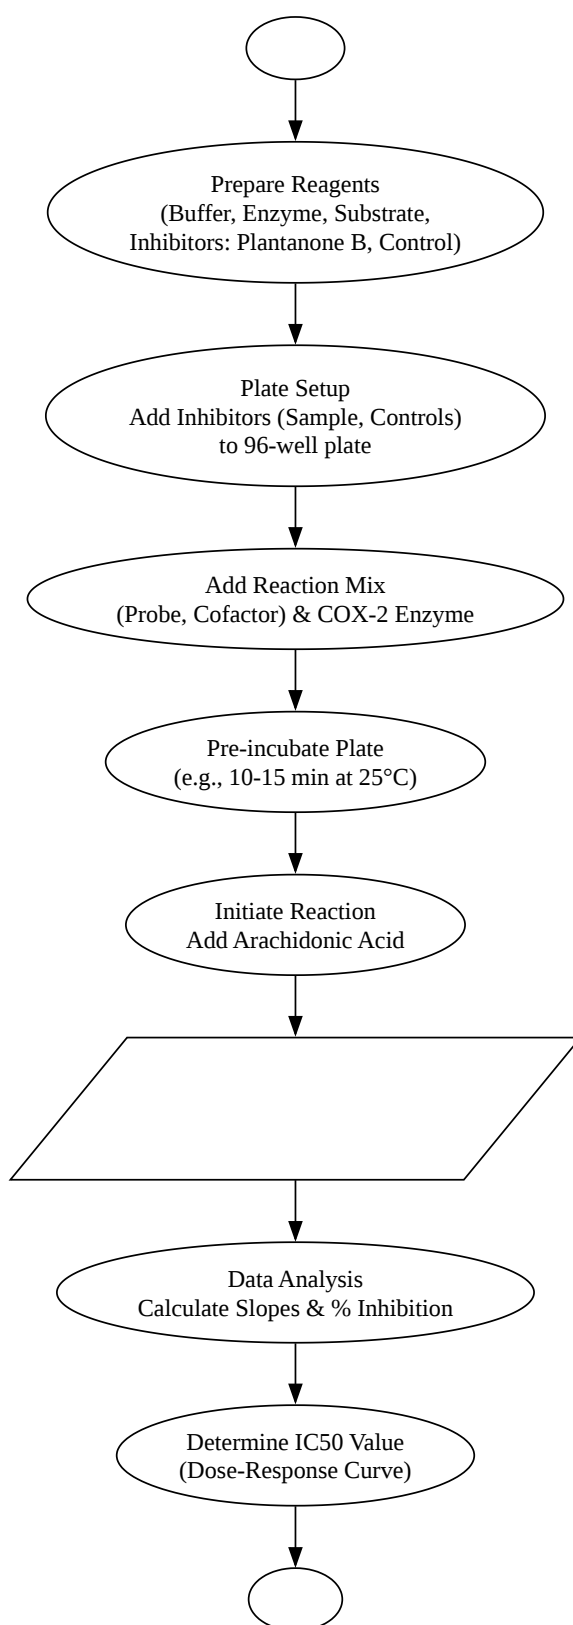 Prepare Reagents
(Buffer, Enzyme, Substrate,
Inhibitors: Plantanone B, Control)
Plate Setup
Add Inhibitors (Sample, Controls)
to 96-well plate
Add Reaction Mix
(Probe, Cofactor) & COX-2 Enzyme
Pre-incubate Plate
(e.g., 10-15 min at 25°C)
Initiate Reaction
Add Arachidonic Acid
Data Analysis
Calculate Slopes & % Inhibition
Determine IC50 Value
(Dose-Response Curve)